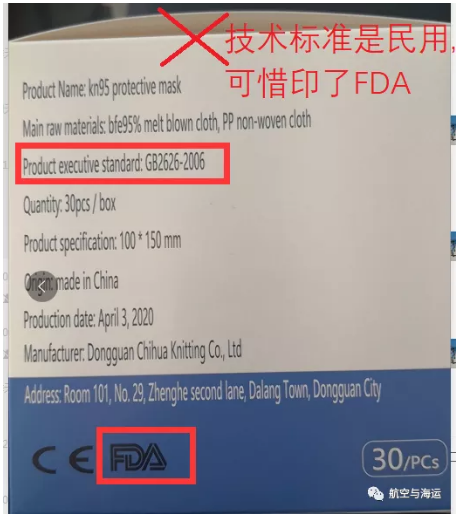 技术标准是民用,
可惜印了FDA
Product Name: kn95 protective mask
Main raw materials: bfe95% melt blown cloth, PP non-woven cloth
Product executive standard: GB2626-2006
Quantity: 30pcs / box
Product specification: 100 * 150 mm
Origin: made in China
Production date: April 3, 2020
Manufacturer: Dongguan Chihua Knitting Co., Ltd
Address: Room 101, No. 29, Zhenghe second lane, Dalang Town, Dongguan City
CE FDA
30/PCs
航空与海运